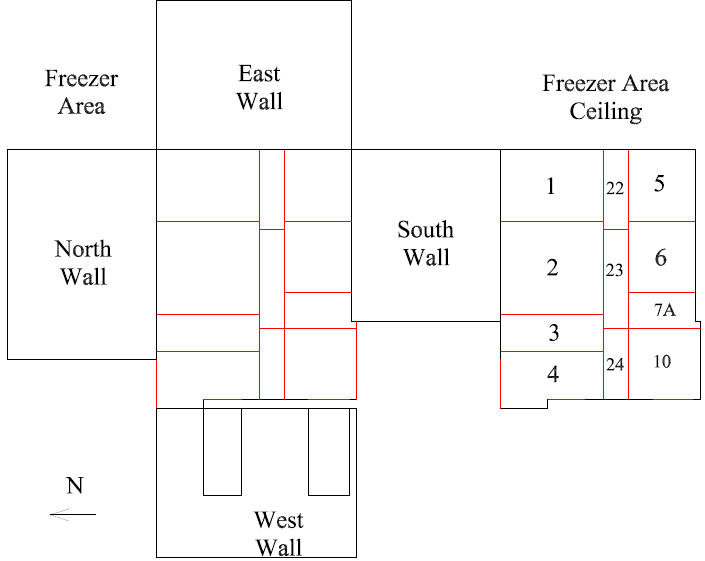 Freezer
Area
East
Wall
Freezer Area
Ceiling
1
22
5
North
Wall
South
Wall
2
23
6
7A
3
4
24
10
N
West
Wall